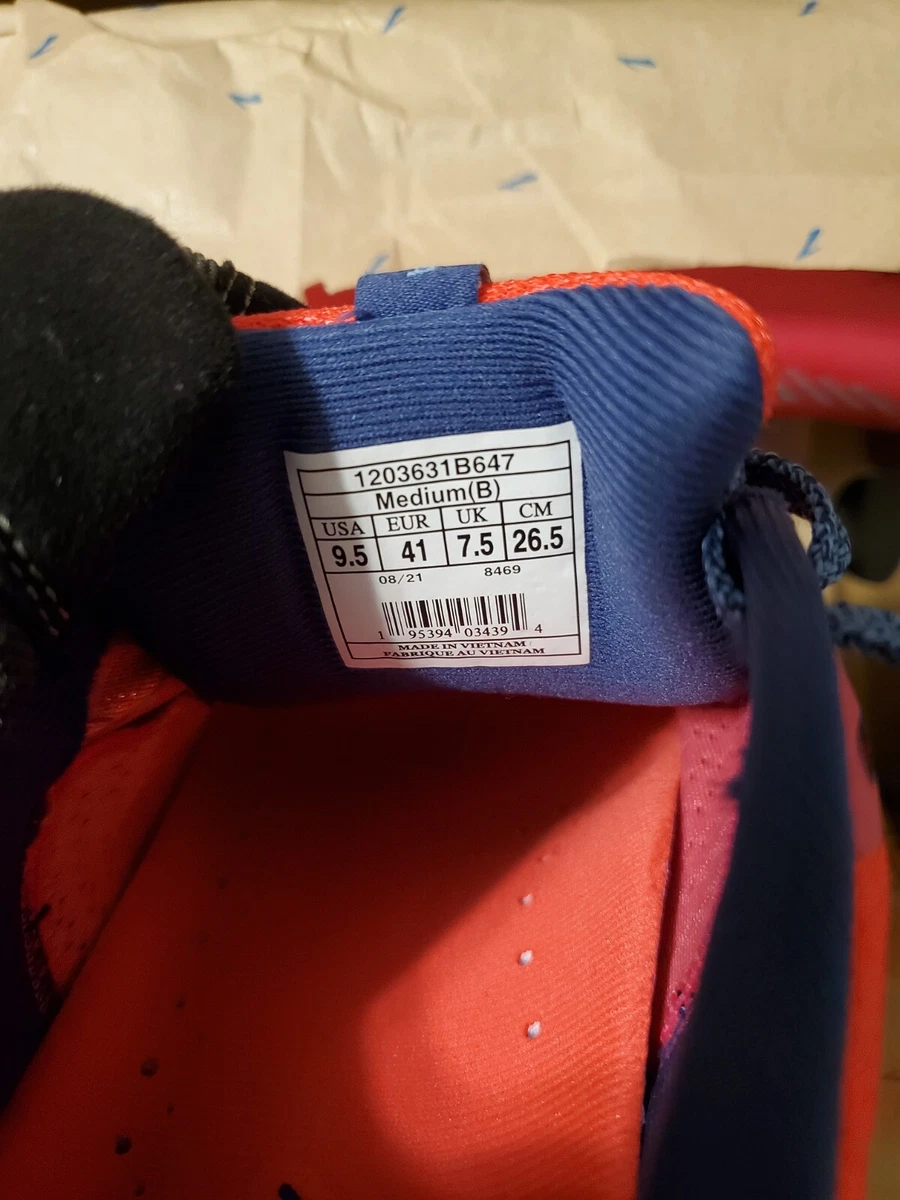 1203631B647
Medium(B)
USA EUR UK CM
9.5 41 7.5 26.5
08/21 8469
1 95394 03439 4
MADE IN VIETNAM
FABRIQUE AU VIETNAM